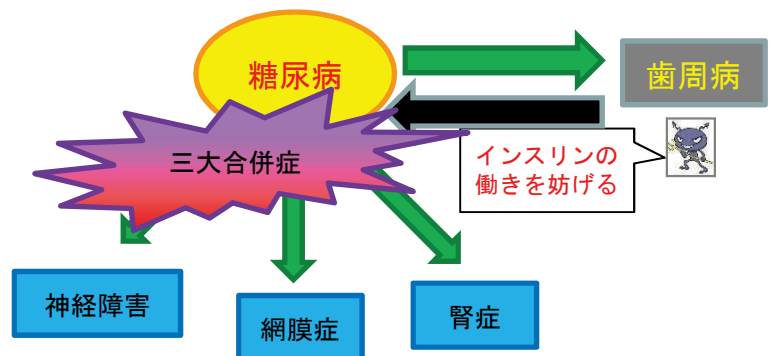 糖尿病
歯周病
三大合併症
インスリンの
働きを妨げる
神経障害
網膜症
腎症